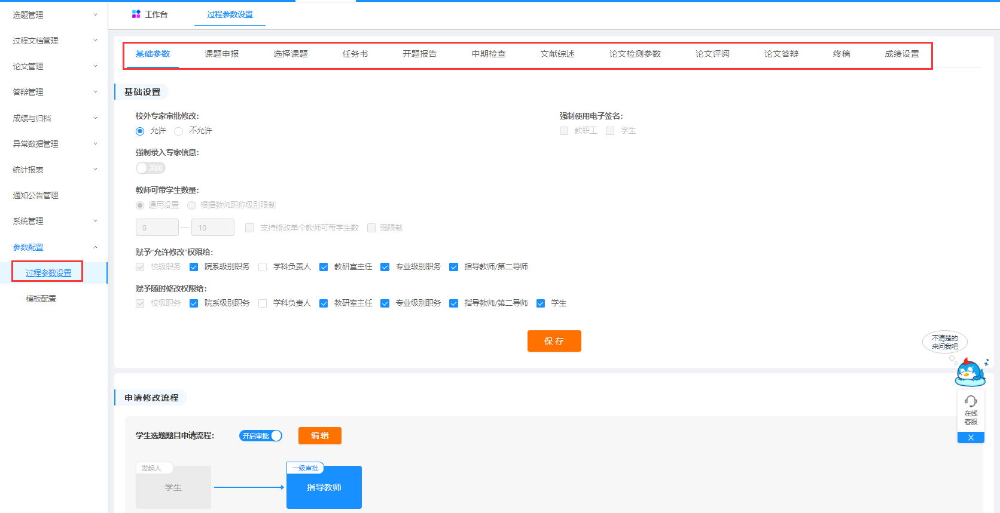 选题管理
过程文档管理
论文管理
答辩管理
成绩与归档
异常数据管理
统计报表
通知公告管理
系统管理
参数配置
过程参数设置
模板配置
工作台 过程参数设置
基础参数 课题申报 选择课题 任务书 开题报告 中期检查 文献综述 论文检测参数 论文评阅 论文答辩 终稿 成绩设置
基础设置
校外专家审批修改: 强制使用电子签名:
允许 不允许 教职工 学生
强制录入专家信息:
关闭
教师可带学生数量:
通用设置 根据教师职称级别限制
0 — 10 支持修改单个教师可带学生数 强限制
赋予"允许修改"权限给:
校级职务 院系级别职务 学科负责人 教研室主任 专业级别职务 指导教师/第二导师
赋予随时修改权限给:
校级职务 院系级别职务 学科负责人 教研室主任 专业级别职务 指导教师/第二导师 学生
保存
不清楚的
来问我吧
z
在线
客服
X
申请修改流程
学生选题题目申请流程: 开启审批 编辑
发起人 一级审批
学生 指导教师